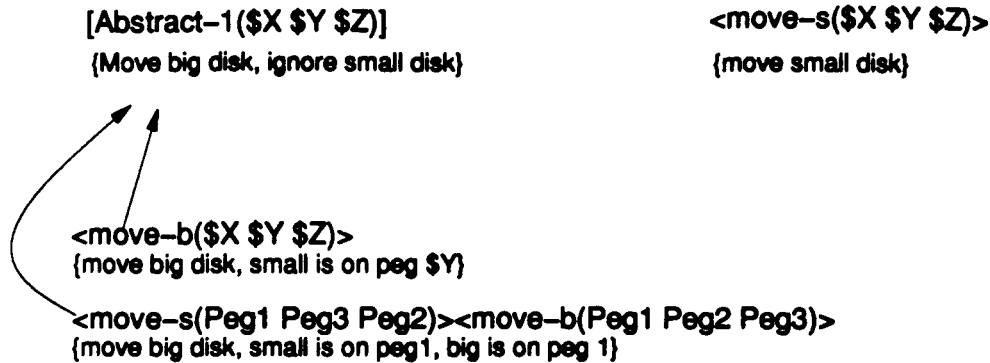 [Abstract–1($X $Y $Z)]
<move–s($X $Y $Z)>
{Move big disk, ignore small disk}
{move small disk}
<move–b($X $Y $Z)>
{move big disk, small is on peg $Y}
<move–s(Peg1 Peg3 Peg2)><move–b(Peg1 Peg2 Peg3)>
{move big disk, small is on peg1, big is on peg 1}